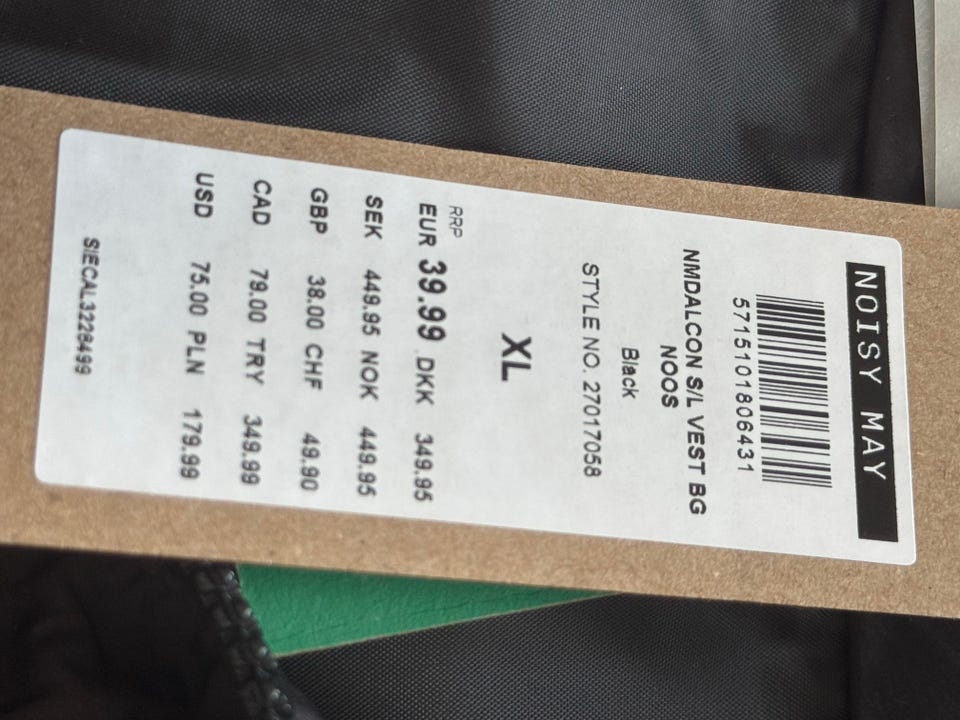 NOISY MAY
5715101806431
NMDALCON S/L VEST BG
NOOS
Black
STYLE NO. 27017058
XL
RRP
EUR 39.99 DKK 349.95
SEK 449.95 NOK 449.95
GBP 38.00 CHF 49.90
CAD 79.00 TRY 349.99
USD 75.00 PLN 179.99
SIECAL3228499